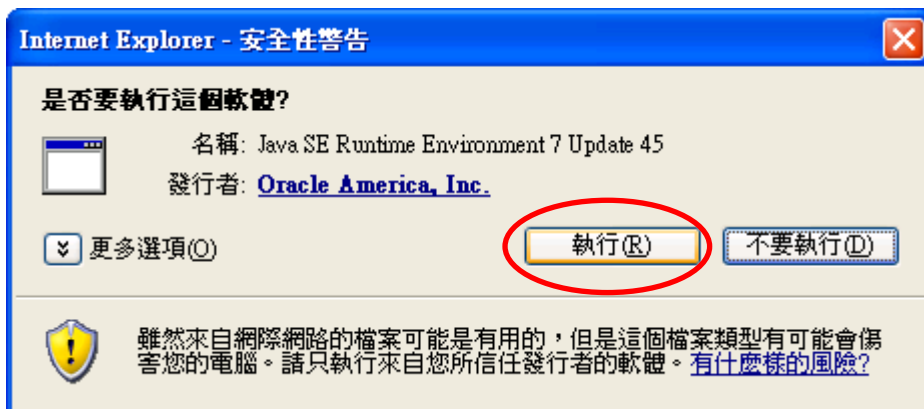 Internet Explorer - 安全性警告
是否要執行這個軟體?
名稱: Java SE Runtime Environment 7 Update 45
發行者: Oracle America, Inc.
更多選項(O)
執行(R)
不要執行(D)
雖然來自網際網路的檔案可能是有用的，但是這個檔案類型有可能會傷
害您的電腦。請只執行來自您所信任發行者的軟體。有什麼樣的風險?